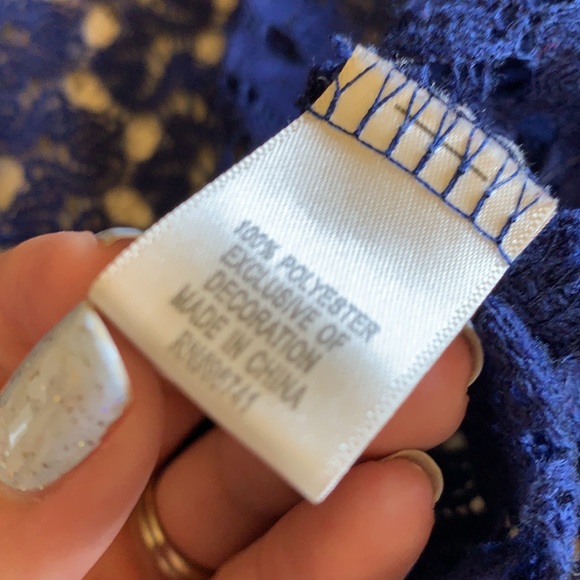 100% POLYESTER
EXCLUSIVE OF
DECORATION
MADE IN CHINA